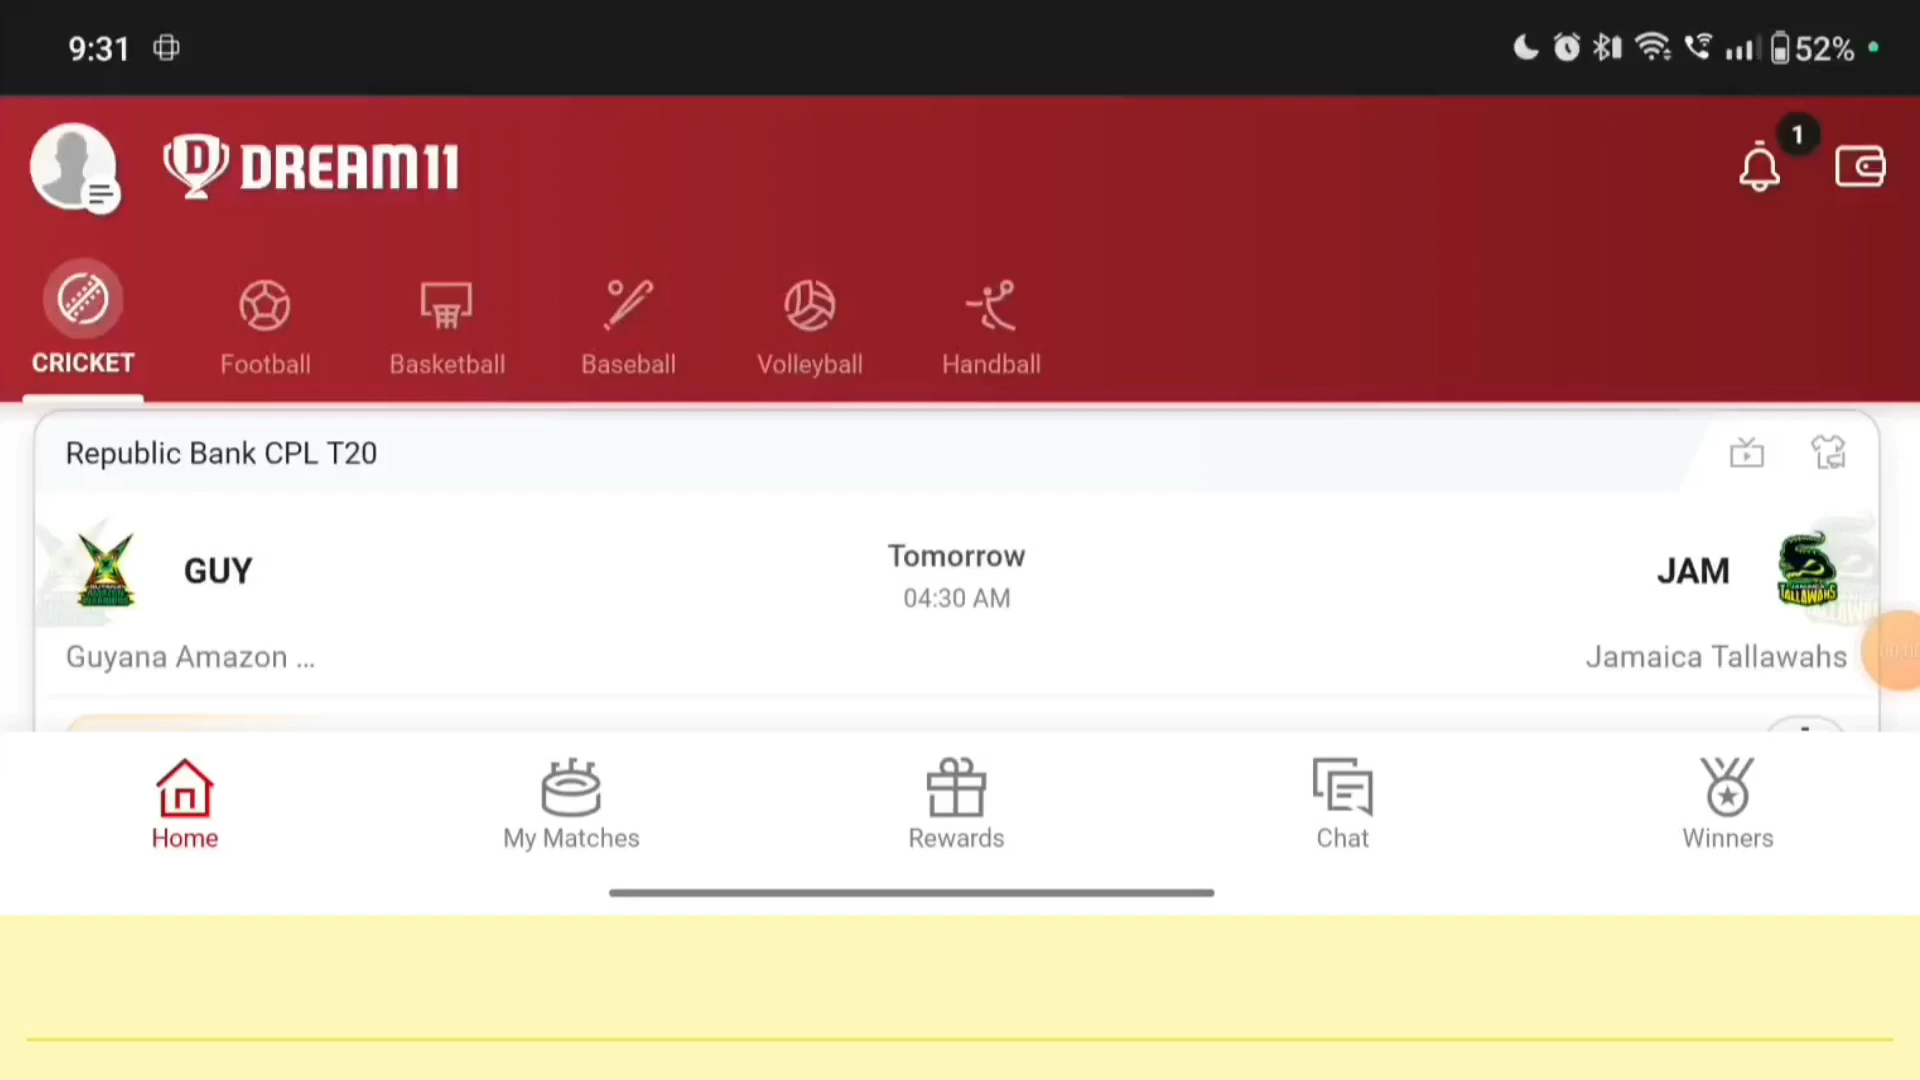 9:31
52%
DREAM11
1
CRICKET
Football
Basketball
Baseball
Volleyball
Handball
Republic Bank CPL T20
GUY
Tomorrow
04:30 AM
JAM
TALLAWAHS
Guyana Amazon ...
Jamaica Tallawahs
Home
My Matches
Rewards
Chat
Winners